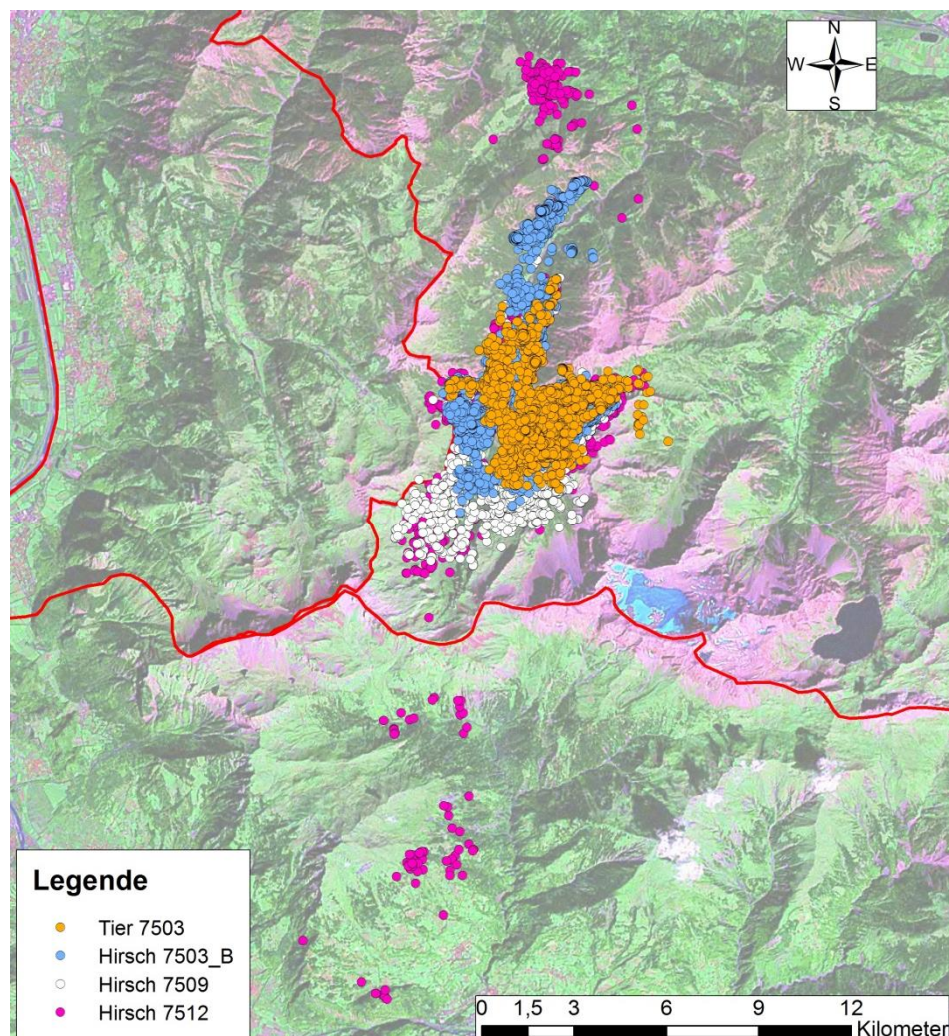 N
W E
S
Legende
Tier 7503
Hirsch 7503_B
Hirsch 7509
Hirsch 7512
0 1,5 3 6 9 12
Kilometer